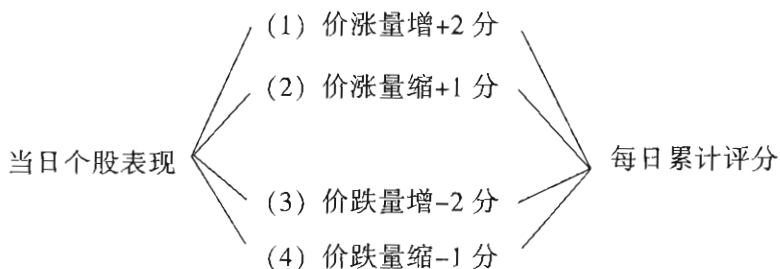 (1) 价涨量增+2 分
(2) 价涨量缩+1 分
当日个股表现
每日累计评分
(3) 价跌量增-2 分
(4) 价跌量缩-1 分